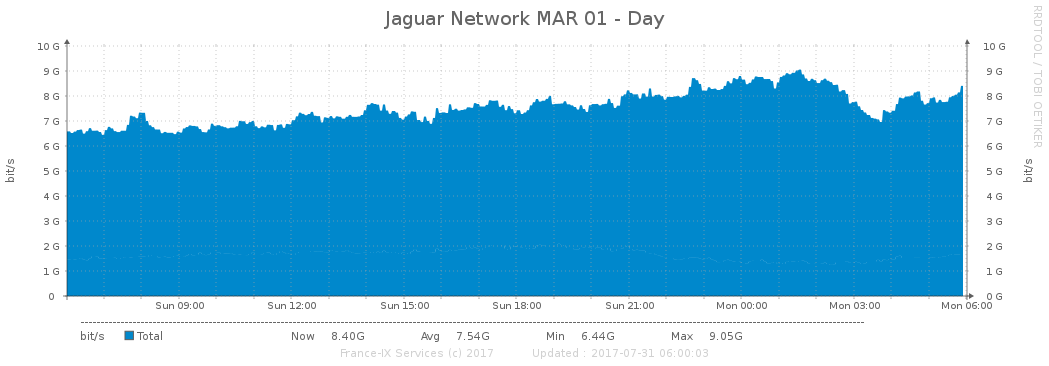 Jaguar Network MAR 01 - Day
RRDTOOL / TOBI OETIKER
10 G 10 G
9 G 9 G
8 G 8 G
7 G 7 G
6 G 6 G
5 G 5 G
4 G 4 G
3 G 3 G
2 G 2 G
1 G 1 G
0 0 G
bit/s
bit/s
Sun 09:00 Sun 12:00 Sun 15:00 Sun 18:00 Sun 21:00 Mon 00:00 Mon 03:00 Mon 06:00
bit/s Total Now 8.40G Avg 7.54G Min 6.44G Max 9.05G
France-IX Services (c) 2017 Updated : 2017-07-31 06:00:03